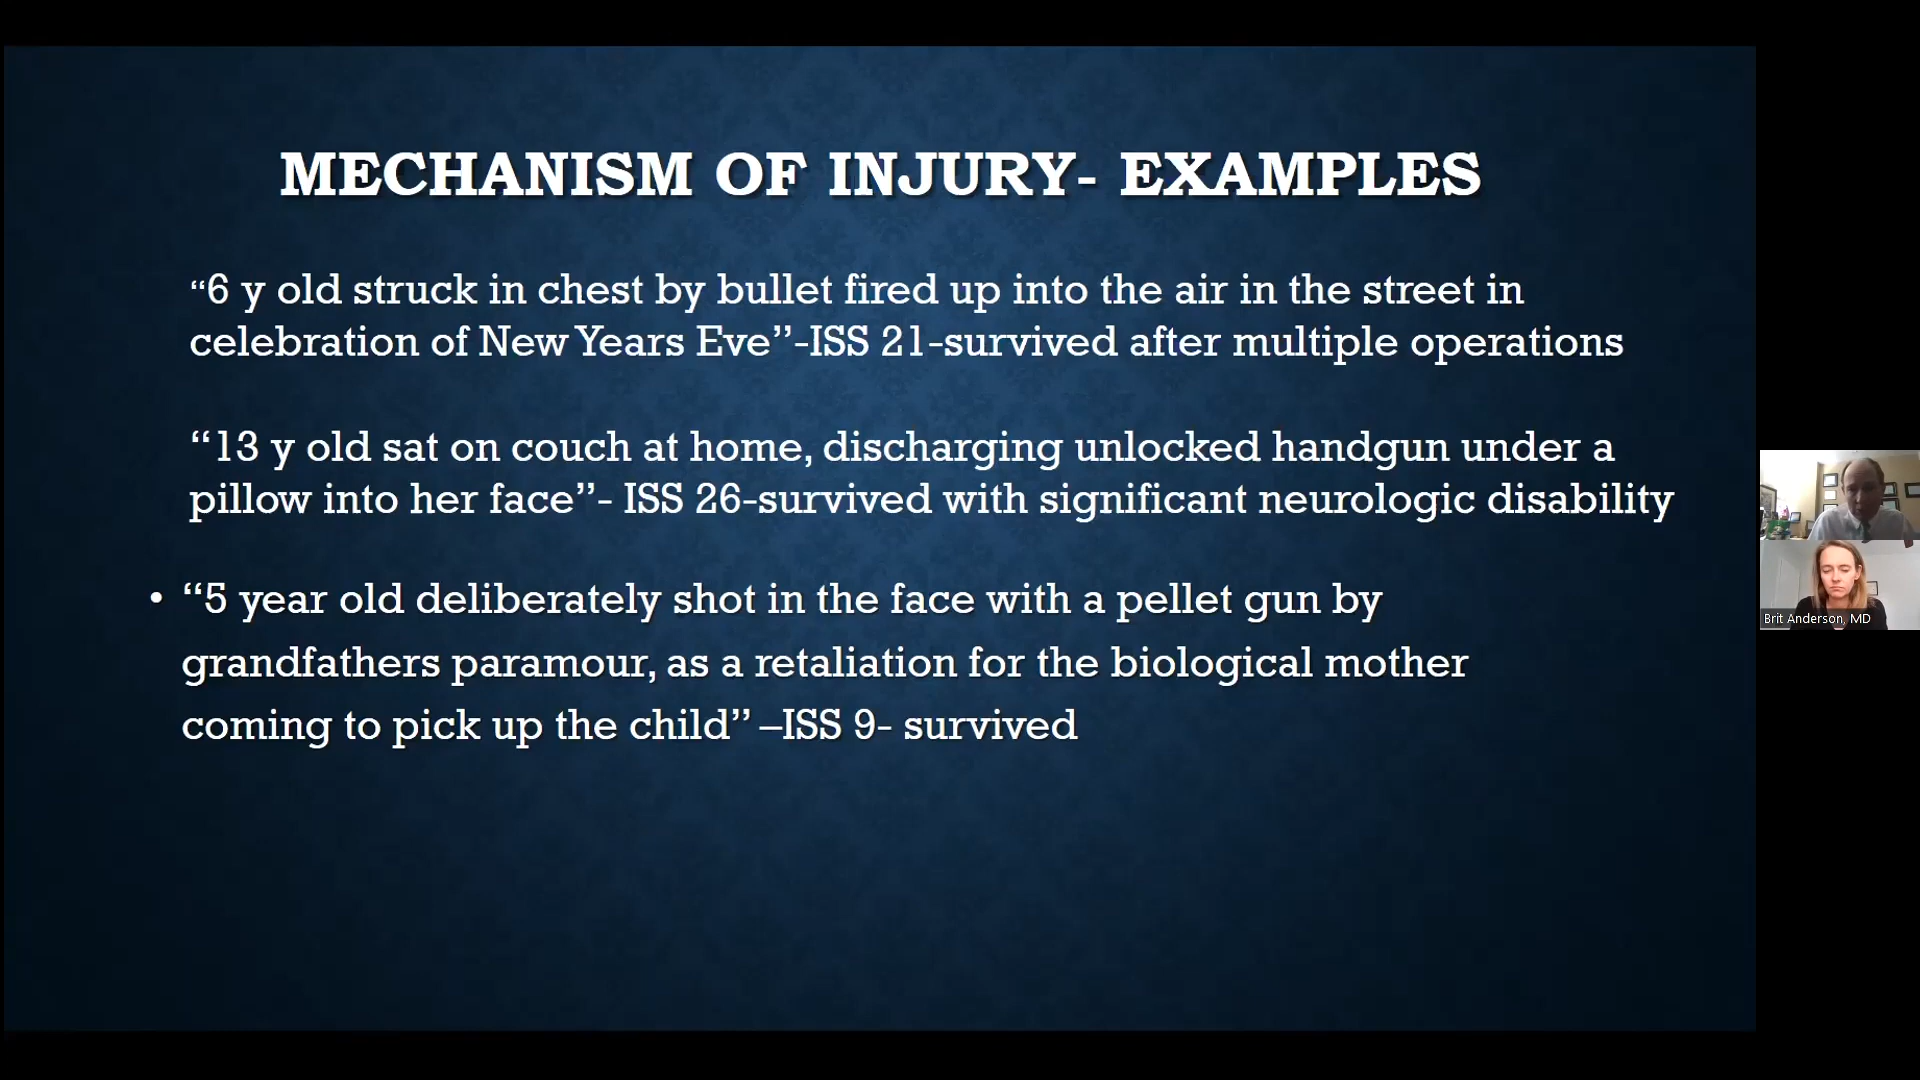 MECHANISM OF INJURY- EXAMPLES
“6 y old struck in chest by bullet fired up into the air in the street in
celebration of New Years Eve”-ISS 21-survived after multiple operations
“13 y old sat on couch at home, discharging unlocked handgun under a
pillow into her face”- ISS 26-survived with significant neurologic disability
• “5 year old deliberately shot in the face with a pellet gun by
grandfathers paramour, as a retaliation for the biological mother
coming to pick up the child” –ISS 9- survived
Brit Anderson, MD